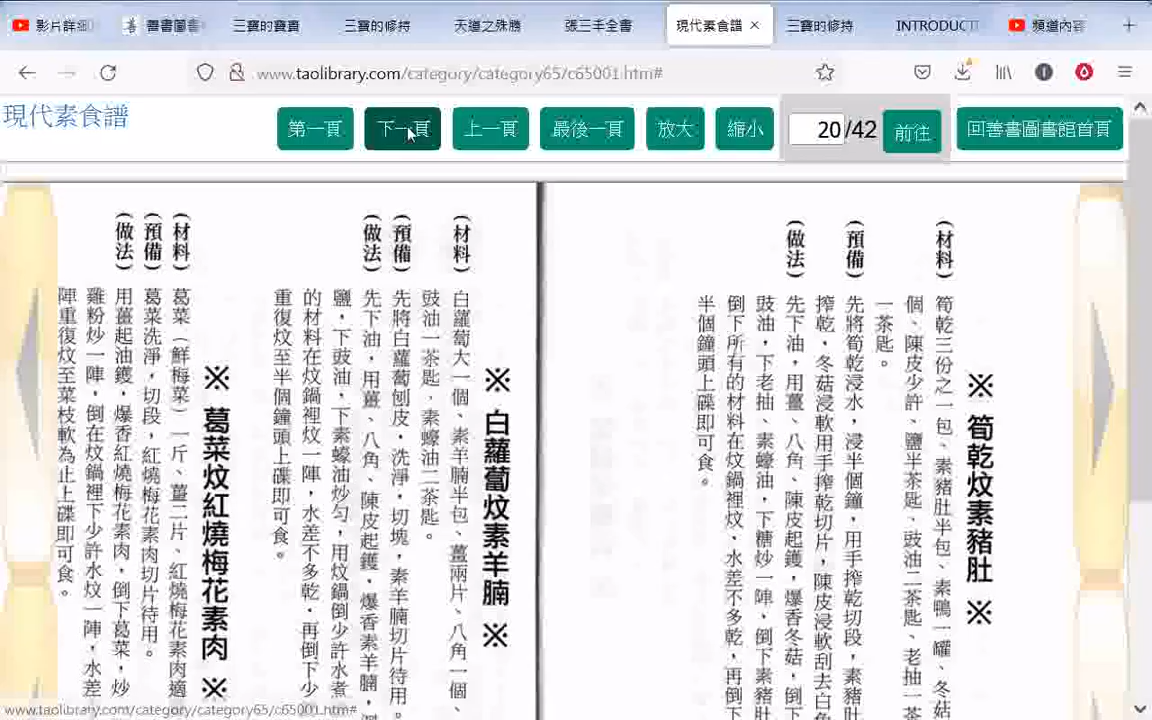 影片詳細
善書圖書
三寶的寶貴
三寶的修持
天道之殊勝
張三丰全書
現代素食譜
三寶的修持
INTRODUCTI
頻道內容
www.taolibrary.com/category/category65/c65001.htm#
現代素食譜
第一頁
下一頁
上一頁
最後一頁
放大
縮小
20/42
前往
回善書圖書館首頁
※ 筍乾炆素豬肚 ※
(材料) 筍乾三份之一包、素豬肚半包、素鴨一罐、冬菇
個、陳皮少許、鹽半茶匙、豉油二茶匙、老抽一茶
一茶匙。
(預備) 先將筍乾浸水，浸半個鐘，用手搾乾切段，素豬肚
搾乾，冬菇浸軟用手搾乾切片，陳皮浸軟刮去白
(做法) 先下油，用薑、八角、陳皮起鑊，爆香冬菇，倒
豉油，下老抽、素蠔油，下糖炒一陣，倒下素豬肚
倒下所有的材料在炆鍋裡炆，水差不多乾，再倒下
半個鐘頭上碟即可食。
※ 白蘿蔔炆素羊腩 ※
(材料) 白蘿蔔大一個、素羊腩半包、薑兩片、八角一個、
豉油一茶匙，素蠔油二茶匙。
(預備) 先將白蘿蔔刨皮，洗淨，切塊，素羊腩切片待用。
(做法) 先下油，用薑、八角、陳皮起鑊，爆香素羊腩，
鹽，下豉油，下素蠔油炒勻，用炆鍋倒少許水煮
的材料在炆鍋裡炆一陣，水差不多乾，再倒下少
重復炆至半個鐘頭上碟即可食。
※ 葛菜炆紅燒梅花素肉 ※
(材料) 葛菜（鮮梅菜）一斤、薑二片、紅燒梅花素肉適
(預備) 葛菜洗淨，切段，紅燒梅花素肉切片待用。
(做法) 用薑起油鑊，爆香紅燒梅花素肉，倒下葛菜，炒
雞粉炒一陣，倒在炆鍋裡下少許水炆一陣，水差
陣重復炆至菜枝軟為止上碟即可食。
www.taolibrary.com/category/category65/c65001.htm#